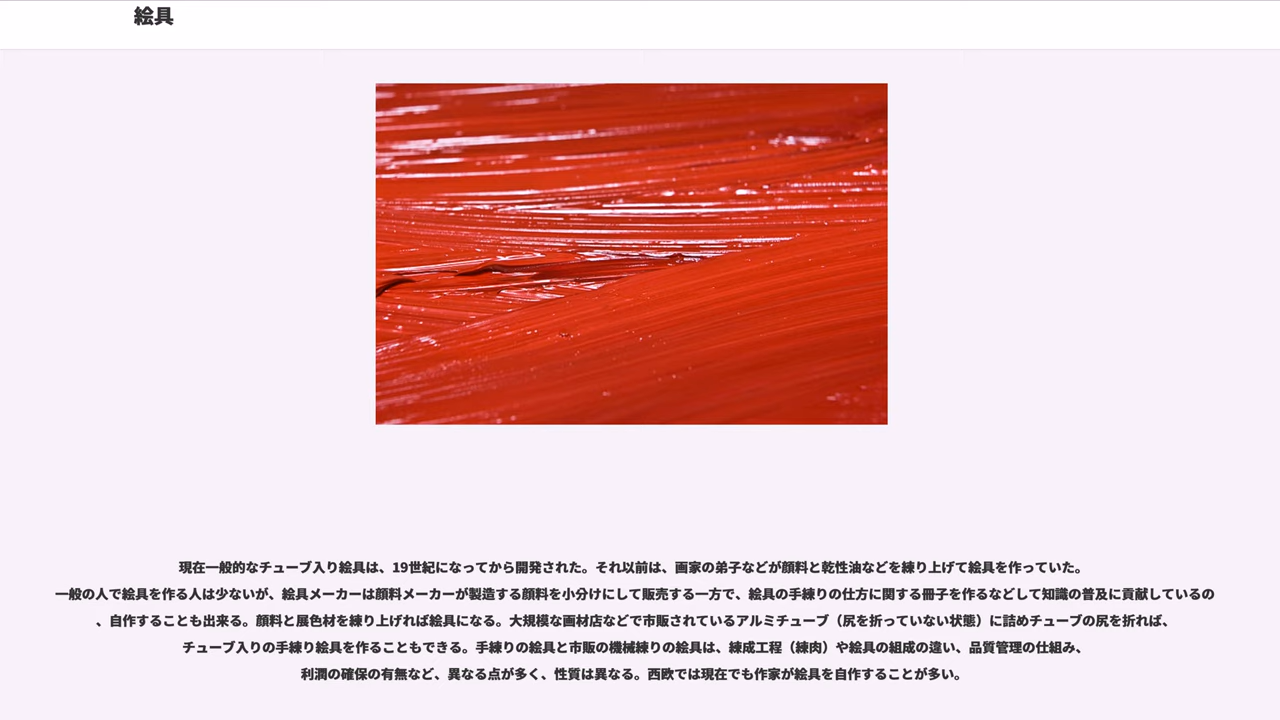 絵具
現在一般的なチューブ入り絵具は、19世紀になってから開発された。それ以前は、画家の弟子などが顔料と乾性油などを練り上げて絵具を作っていた。
一般の人で絵具を作る人は少ないが、絵具メーカーは顔料メーカーが製造する顔料を小分けにして販売する一方で、絵具の手練りの仕方に関する冊子を作るなどして知識の普及に貢献しているの
、自作することも出来る。顔料と展色材を練り上げれば絵具になる。大規模な画材店などで市販されているアルミチューブ（尻を折っていない状態）に詰めチューブの尻を折れば、
チューブ入りの手練り絵具を作ることもできる。手練りの絵具と市販の機械練りの絵具は、練成工程（練肉）や絵具の組成の違い、品質管理の仕組み、
利潤の確保の有無など、異なる点が多く、性質は異なる。西欧では現在でも作家が絵具を自作することが多い。